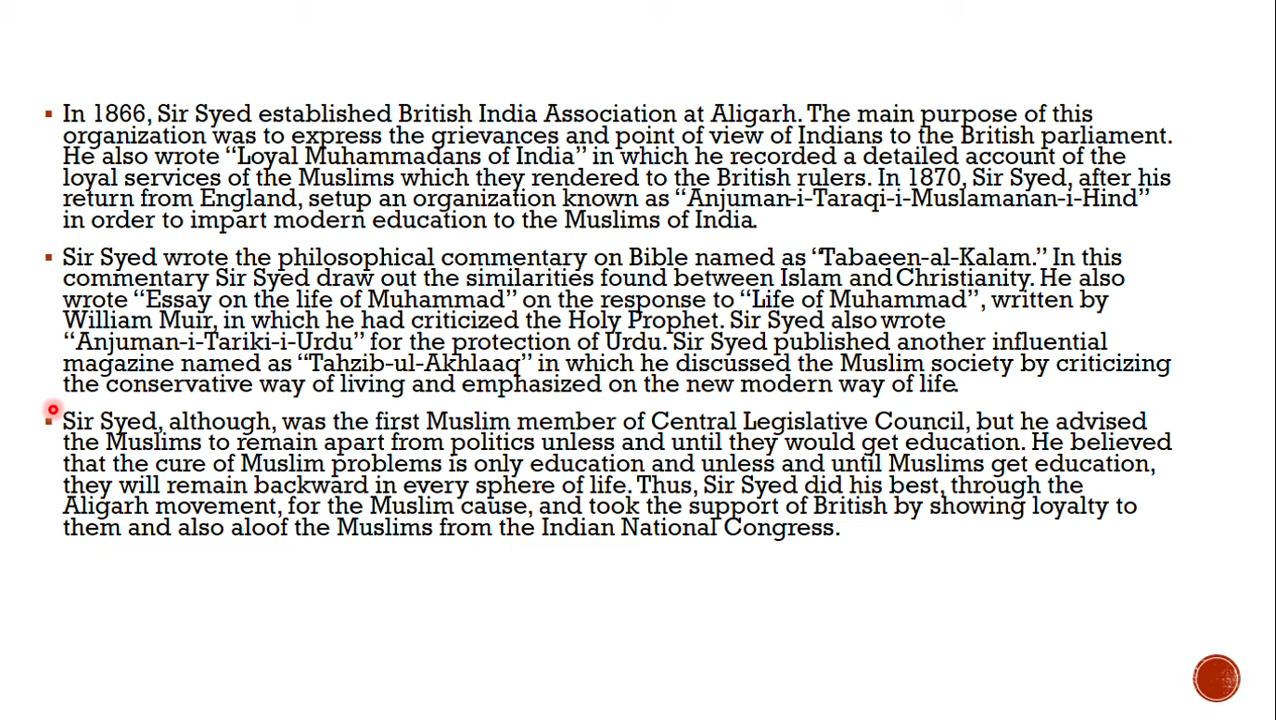 ▪ In 1866, Sir Syed established British India Association at Aligarh. The main purpose of this
organization was to express the grievances and point of view of Indians to the British parliament.
He also wrote “Loyal Muhammadans of India” in which he recorded a detailed account of the
loyal services of the Muslims which they rendered to the British rulers. In 1870, Sir Syed, after his
return from England, setup an organization known as “Anjuman-i-Taraqi-i-Muslamanan-i-Hind”
in order to impart modern education to the Muslims of India.
▪ Sir Syed wrote the philosophical commentary on Bible named as “Tabaeen-al-Kalam.” In this
commentary Sir Syed draw out the similarities found between Islam and Christianity. He also
wrote “Essay on the life of Muhammad” on the response to “Life of Muhammad”, written by
William Muir, in which he had criticized the Holy Prophet. Sir Syed also wrote
“Anjuman-i-Tariki-i-Urdu” for the protection of Urdu. Sir Syed published another influential
magazine named as “Tahzib-ul-Akhlaaq” in which he discussed the Muslim society by criticizing
the conservative way of living and emphasized on the new modern way of life.
▪ Sir Syed, although, was the first Muslim member of Central Legislative Council, but he advised
the Muslims to remain apart from politics unless and until they would get education. He believed
that the cure of Muslim problems is only education and unless and until Muslims get education,
they will remain backward in every sphere of life. Thus, Sir Syed did his best, through the
Aligarh movement, for the Muslim cause, and took the support of British by showing loyalty to
them and also aloof the Muslims from the Indian National Congress.